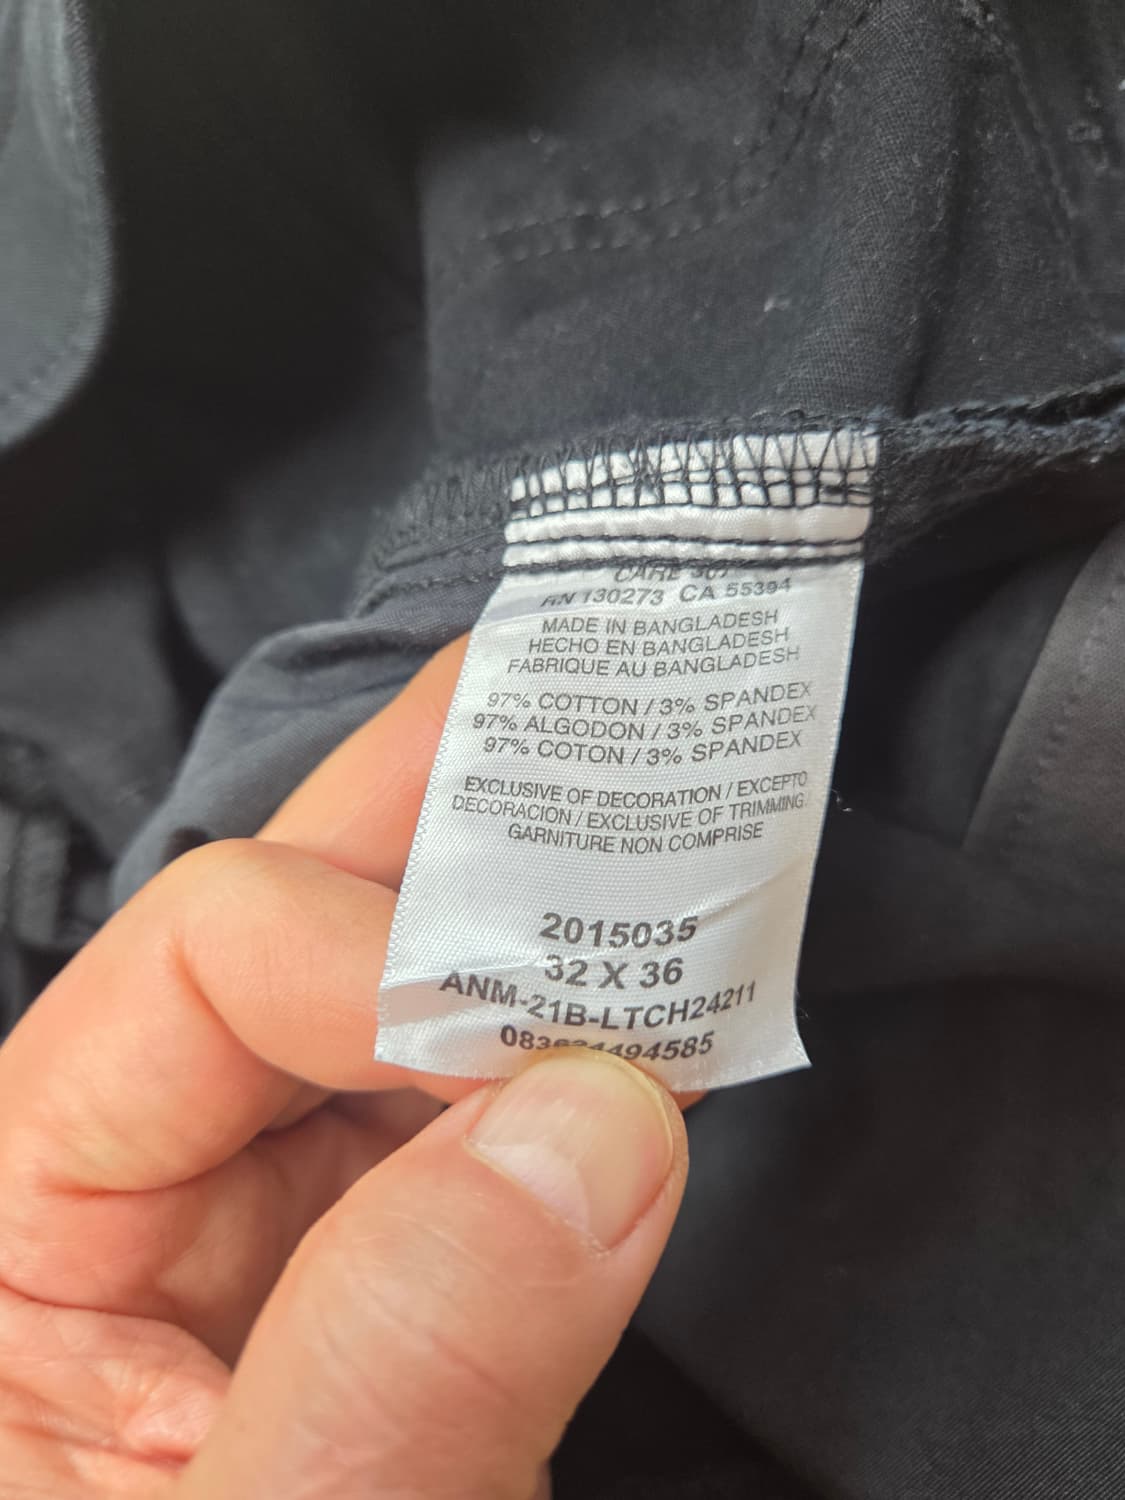 RN 130273 CA 55394
MADE IN BANGLADESH
HECHO EN BANGLADESH
FABRIQUE AU BANGLADESH
97% COTTON / 3% SPANDEX
97% ALGODON / 3% SPANDEX
97% COTON / 3% SPANDEX
EXCLUSIVE OF DECORATION / EXCEPTO
DECORACION / EXCLUSIVE OF TRIMMING
GARNITURE NON COMPRISE
2015035
32 X 36
ANM-21B-LTCH24211